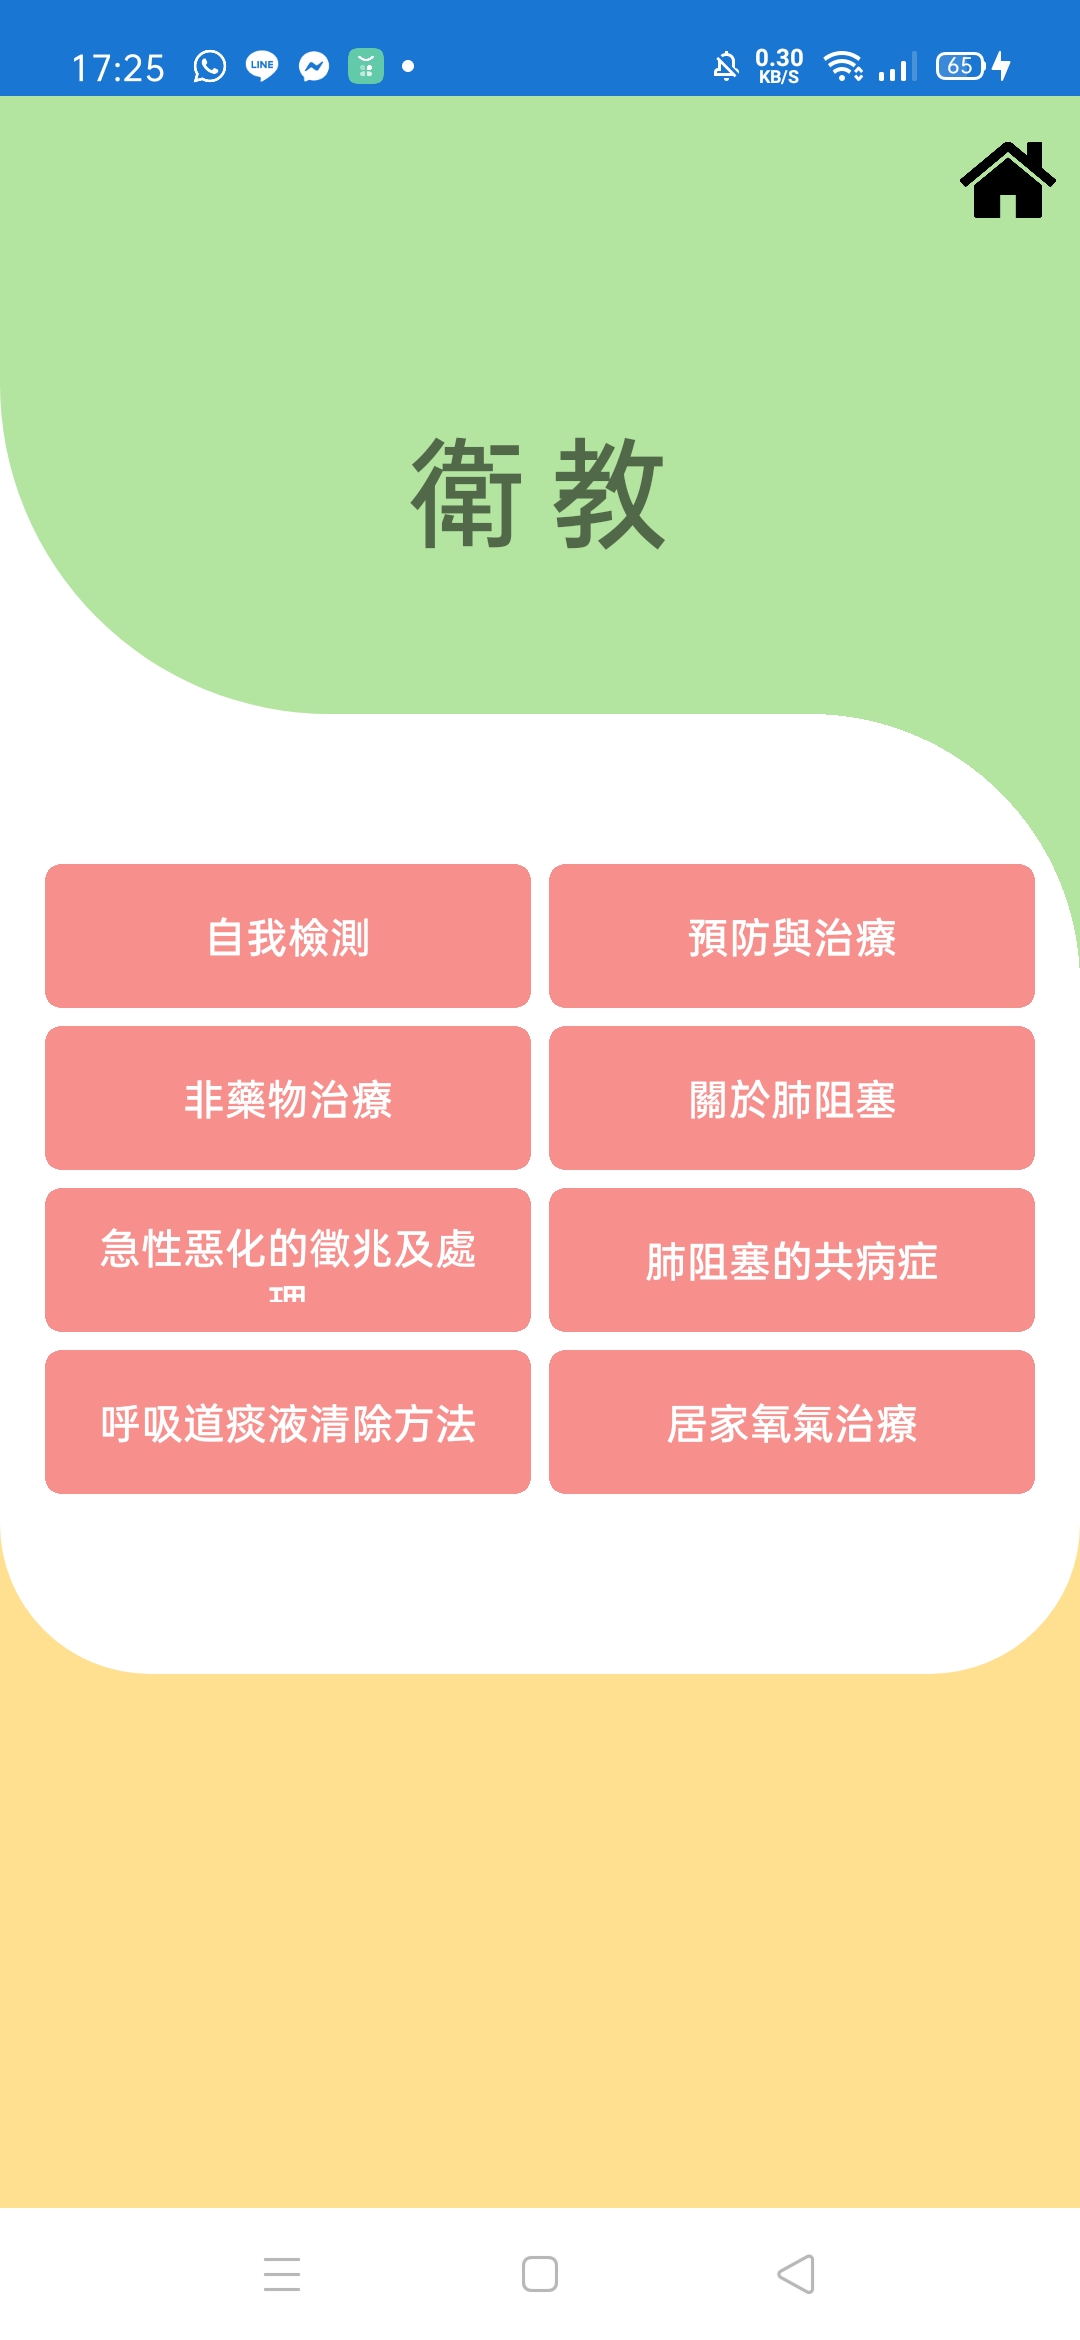 17:25
LINE
0.30
KB/S
65
衛教
自我檢測
預防與治療
非藥物治療
關於肺阻塞
急性惡化的徵兆及處
肺阻塞的共病症
呼吸道痰液清除方法
居家氧氣治療